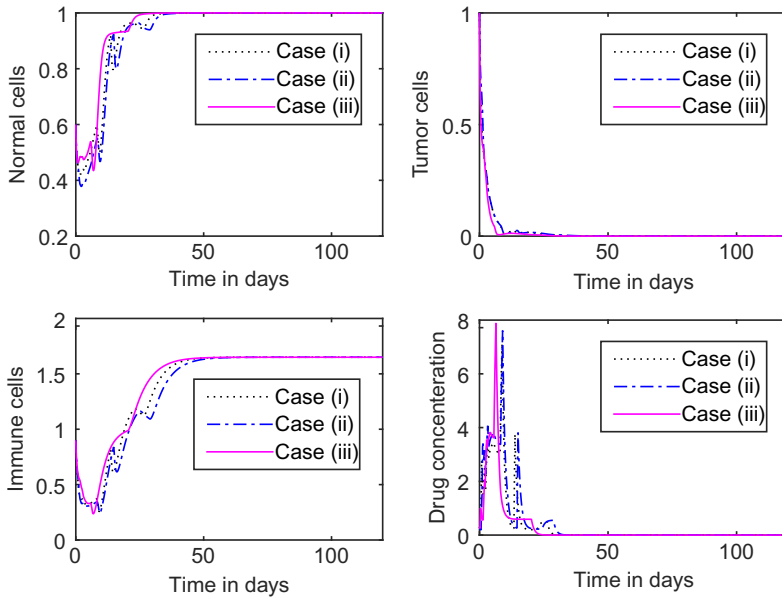 1
0.8
0.6
0.4
0.2
0
50
100
Normal cells
Time in days
Case (i)
Case (ii)
Case (iii)
1
0.5
0
0
50
100
Tumor cells
Time in days
Case (i)
Case (ii)
Case (iii)
2
1.5
1
0.5
0
0
50
100
Immune cells
Time in days
Case (i)
Case (ii)
Case (iii)
8
6
4
2
0
0
50
100
Drug concenteration
Time in days
Case (i)
Case (ii)
Case (iii)